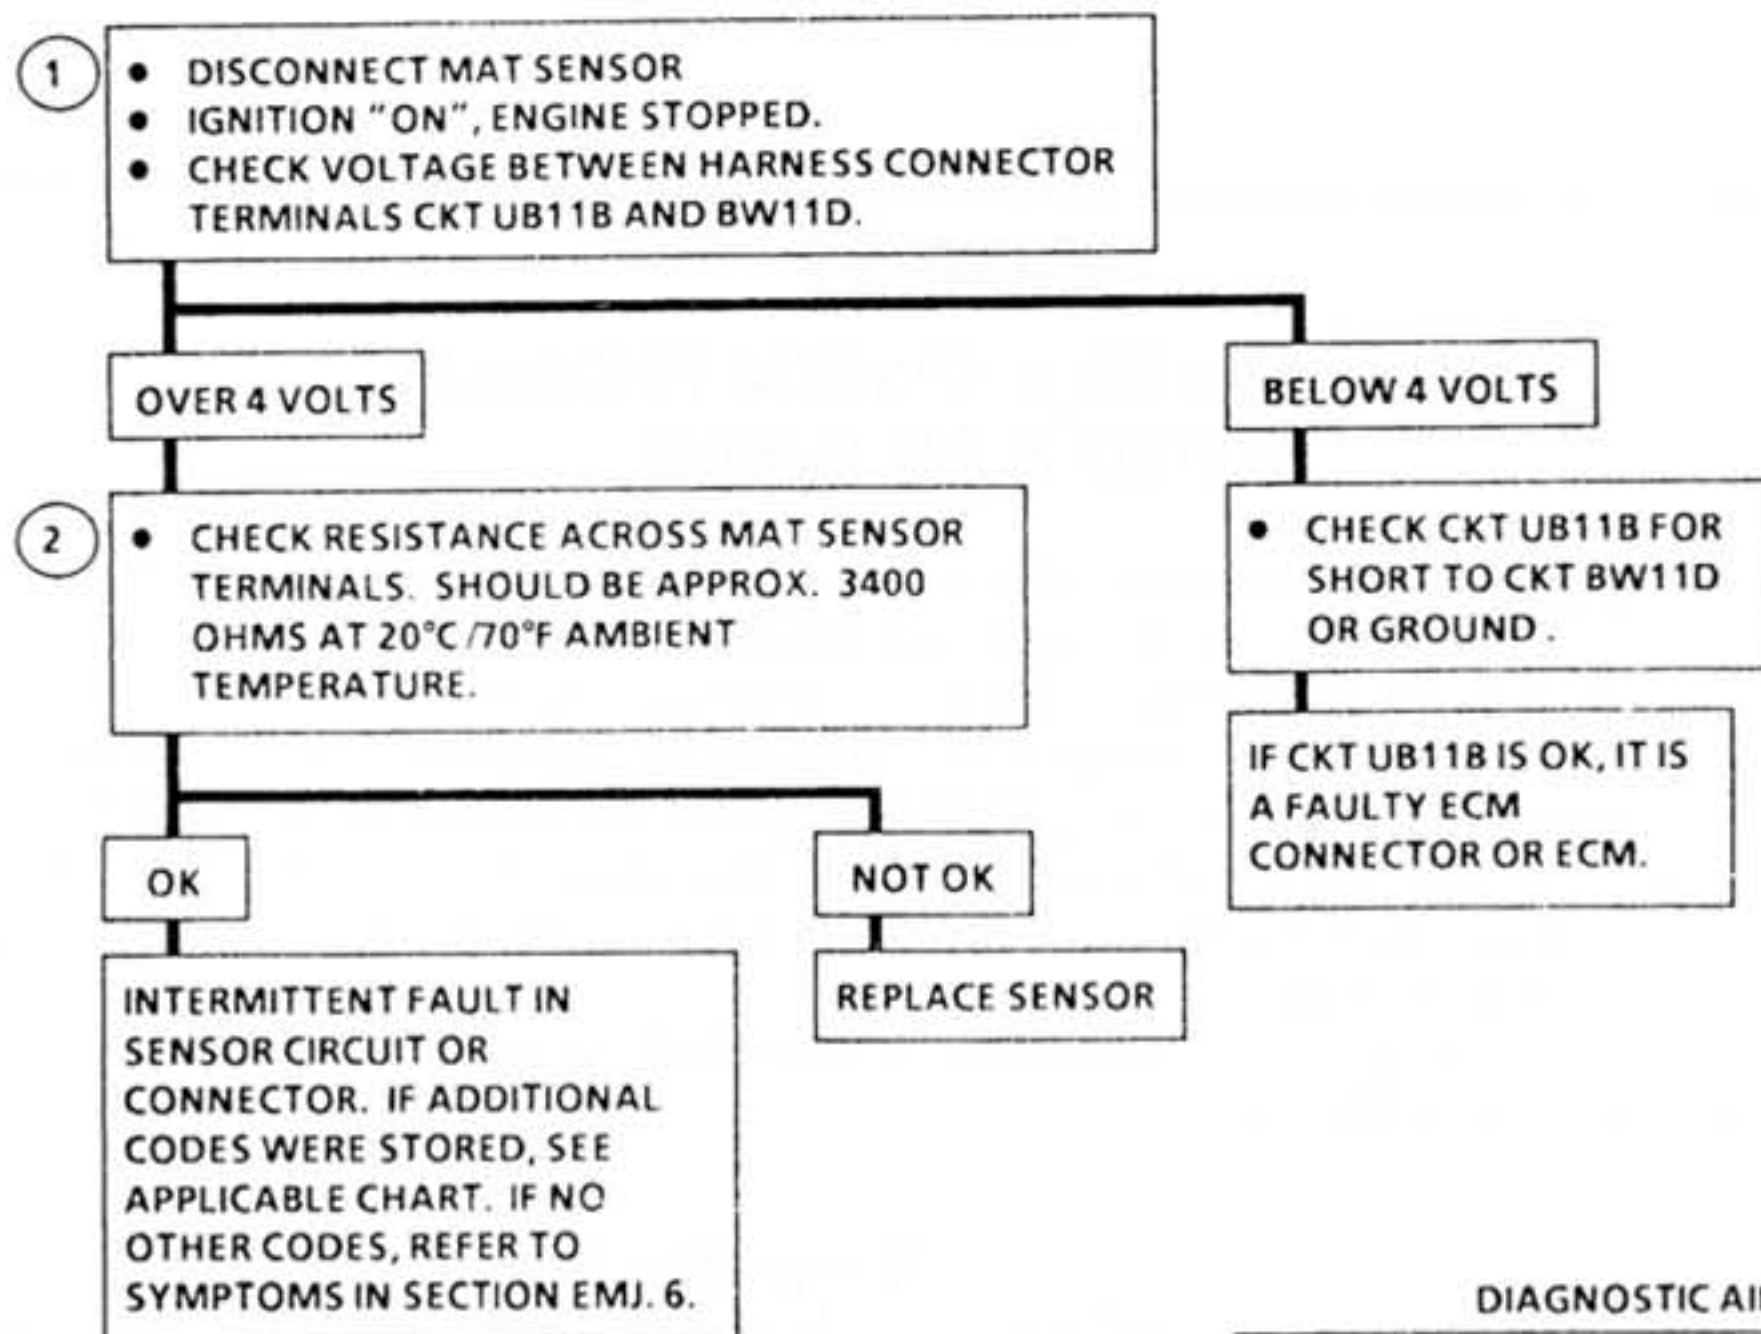 1
• DISCONNECT MAT SENSOR
• IGNITION "ON", ENGINE STOPPED.
• CHECK VOLTAGE BETWEEN HARNESS CONNECTOR
TERMINALS CKT UB11B AND BW11D.
OVER 4 VOLTS
BELOW 4 VOLTS
2
• CHECK RESISTANCE ACROSS MAT SENSOR
TERMINALS. SHOULD BE APPROX. 3400
OHMS AT 20°C/70°F AMBIENT
TEMPERATURE.
• CHECK CKT UB11B FOR
SHORT TO CKT BW11D
OR GROUND.
IF CKT UB11B IS OK, IT IS
A FAULTY ECM
CONNECTOR OR ECM.
OK
NOT OK
INTERMITTENT FAULT IN
SENSOR CIRCUIT OR
CONNECTOR. IF ADDITIONAL
CODES WERE STORED, SEE
APPLICABLE CHART. IF NO
OTHER CODES, REFER TO
SYMPTOMS IN SECTION EMJ. 6.
REPLACE SENSOR
DIAGNOSTIC